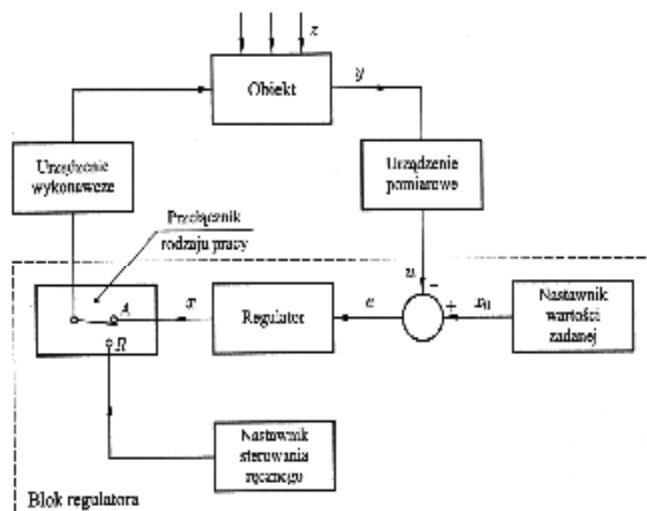 z
Obiekt
y
Urządzenie
wykonawcze
Urządzenie
pomiarowe
Przełącznik
rodzaju pracy
u
-
A
x
Regulator
e
+
Nastawnik
wartości
zadanej
R
Nastawnik
sterowania
ręcznego
Blok regulatora